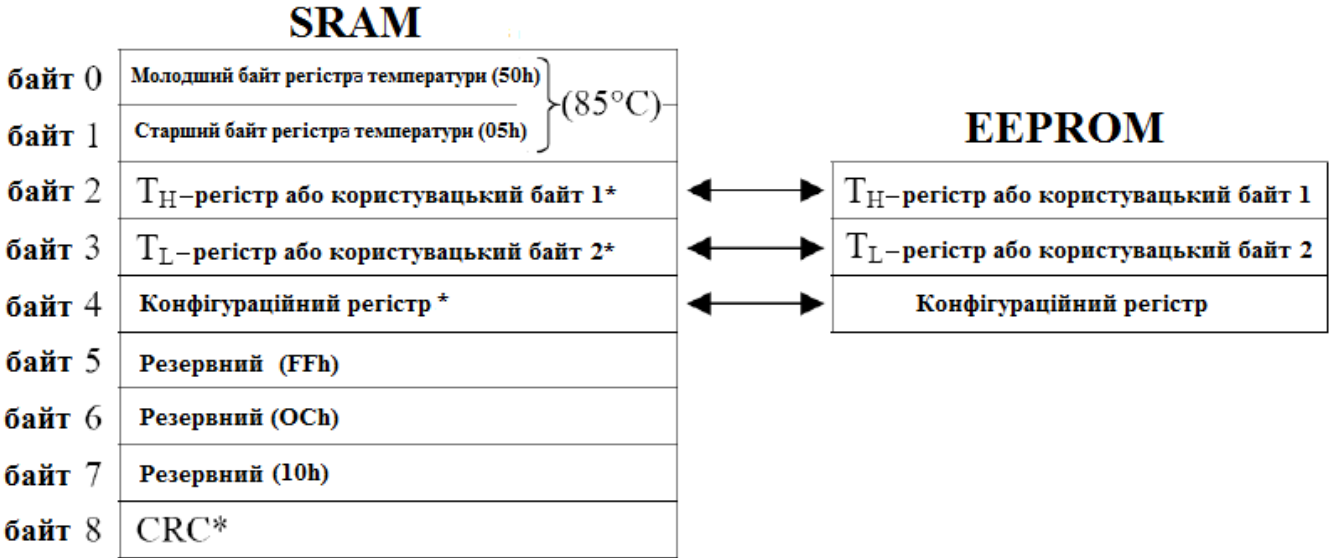 SRAM
байт 0 Молодший байт регістра температури (50h)
(85°C)
байт 1 Старший байт регістра температури (05h)
EEPROM
байт 2 TH–регістр або користувацький байт 1* TH–регістр або користувацький байт 1
байт 3 TL–регістр або користувацький байт 2* TL–регістр або користувацький байт 2
байт 4 Конфігураційний регістр * Конфігураційний регістр
байт 5 Резервний (FFh)
байт 6 Резервний (OCh)
байт 7 Резервний (10h)
байт 8 CRC*